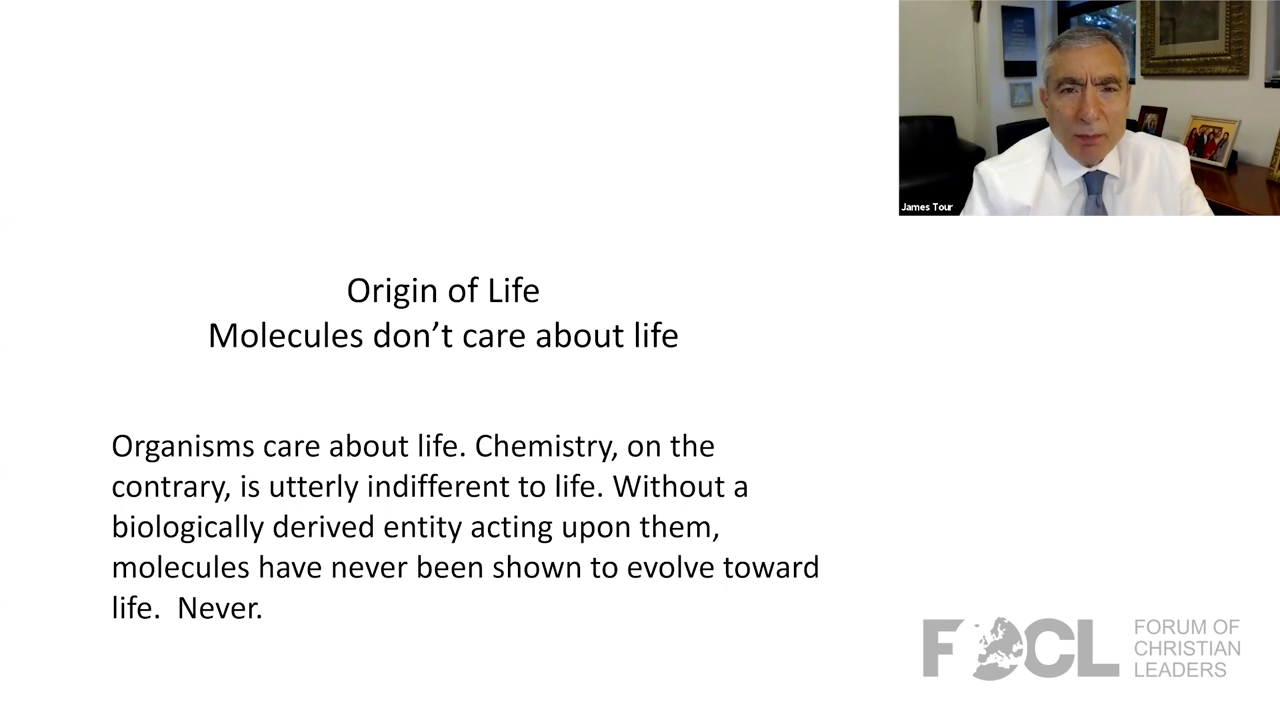 James Tour
Origin of Life
Molecules don’t care about life
Organisms care about life. Chemistry, on the
contrary, is utterly indifferent to life. Without a
biologically derived entity acting upon them,
molecules have never been shown to evolve toward
life.  Never.
FOCL
FORUM OF
CHRISTIAN
LEADERS